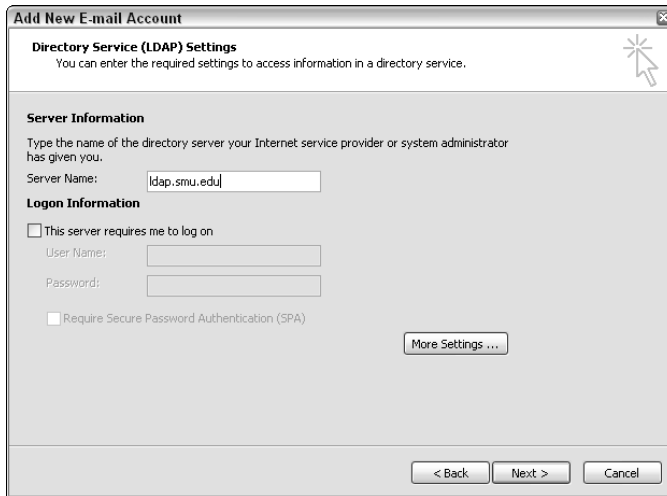 Add New E-mail Account
Directory Service (LDAP) Settings
You can enter the required settings to access information in a directory service.
Server Information
Type the name of the directory server your Internet service provider or system administrator
has given you.
Server Name: ldap.smu.edu
Logon Information
This server requires me to log on
User Name:
Password:
Require Secure Password Authentication (SPA)
More Settings ...
< Back Next > Cancel